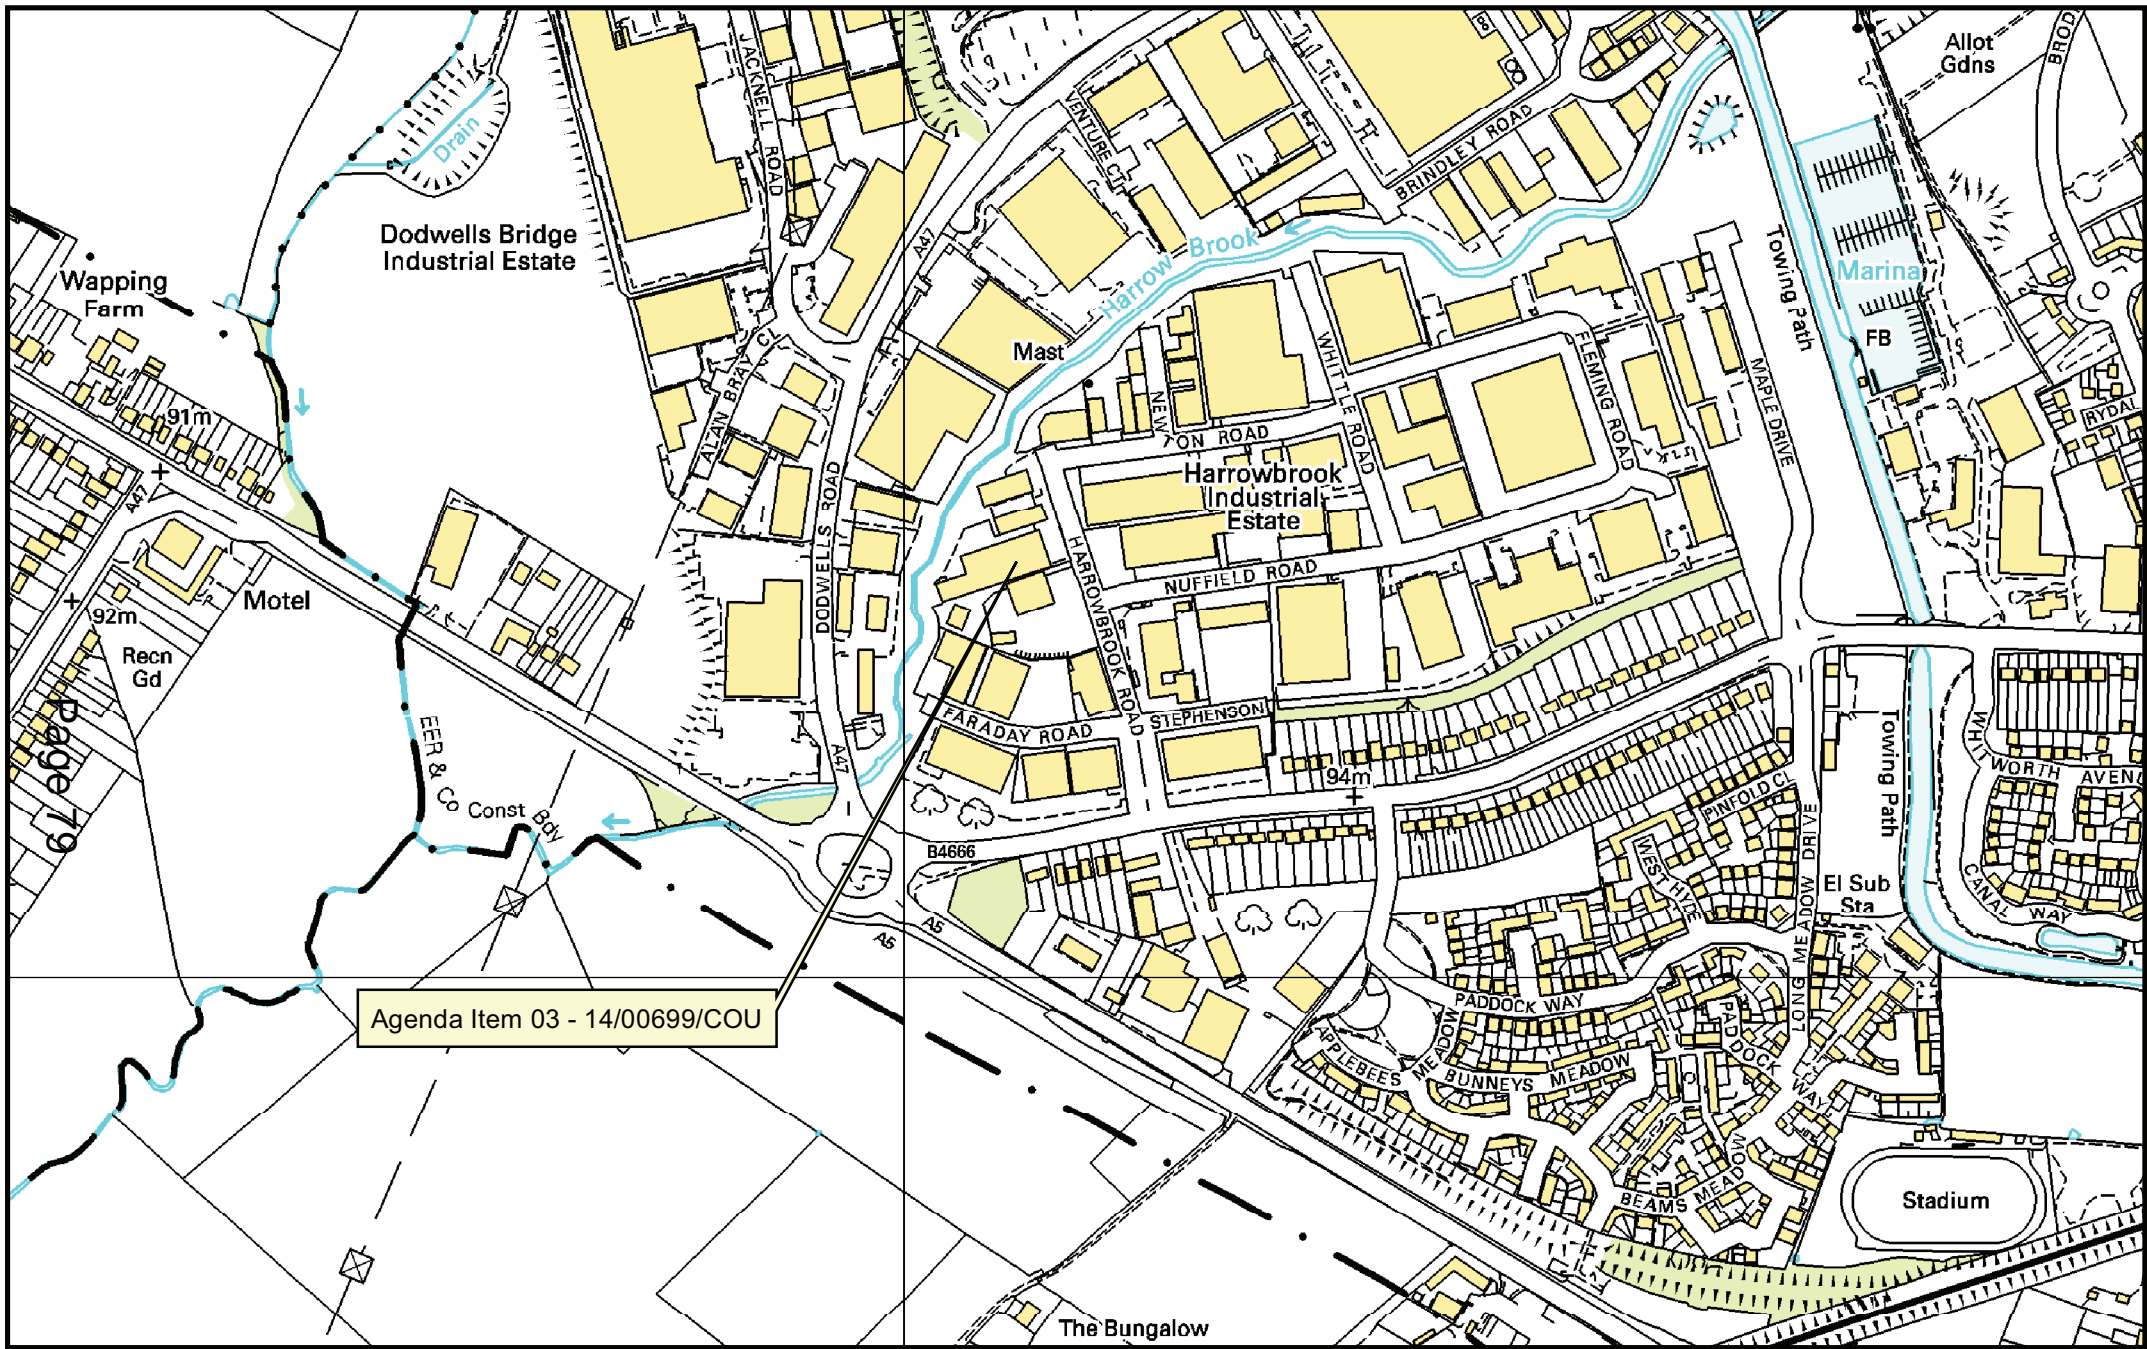 Allot
Gdns
BROD
JACKNELL ROAD
Drain
VENTURE CT
BRINDLEY ROAD
Dodwells Bridge
Industrial Estate
A47
Harrow Brook
Towing Path
Marina
Wapping
Farm
Mast
FB
ALAN BRAY CL
WHITTLE ROAD
FLEMING ROAD
MAPLE DRIVE
91m
NEWTON ROAD
RYDAL
A47
DODWELLS ROAD
Harrowbrook
Industrial
Estate
HARROWBROOK ROAD
NUFFIELD ROAD
Motel
92m
Recn
Gd
Page 79
EER & Co Const Bdy
FARADAY ROAD
STEPHENSON
A47
94m
Towing Path
WHITWORTH AVENU
PINFOLD CL
B4666
WEST HYDE
LONG MEADOW DRIVE
El Sub
Sta
CANAL WAY
A5
A5
Agenda Item 03 - 14/00699/COU
PADDOCK WAY
PADDOCK WAY
APPLEBEES MEADOW
BUNNEYS MEADOW
BEAMS MEADOW
Stadium
The Bungalow